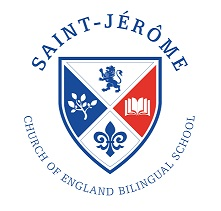 SAINT-JÉRÔME
CHURCH OF ENGLAND BILINGUAL SCHOOL